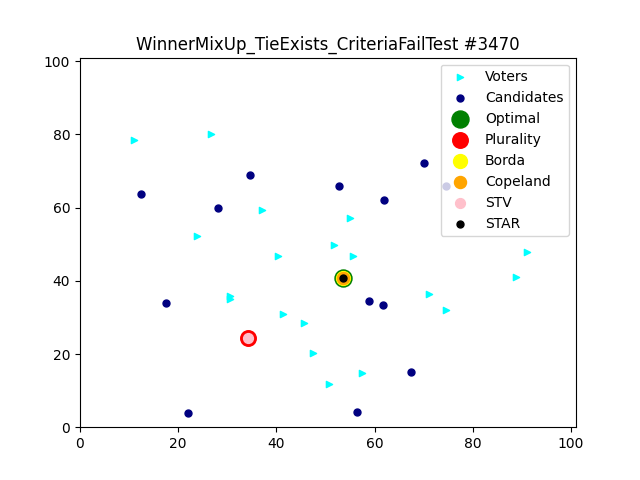 WinnerMixUp_TieExists_CriteriaFailTest #3470
100
80
60
40
20
0
0 20 40 60 80 100
Voters
Candidates
Optimal
Plurality
Borda
Copeland
STV
STAR